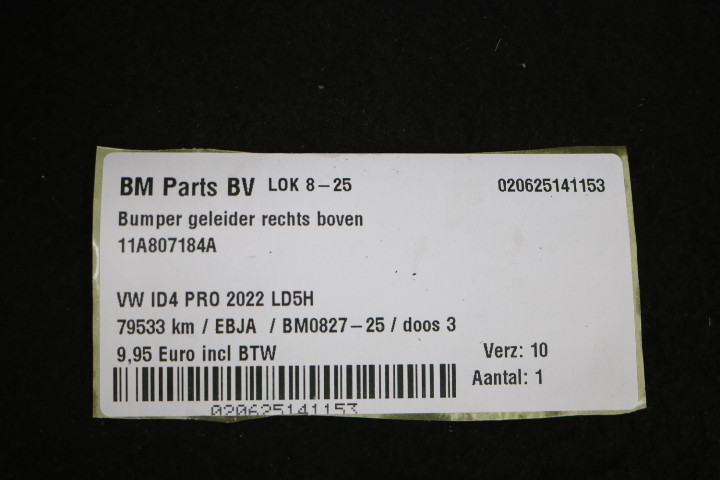 BM Parts BV LOK 8-25 020625141153
Bumper geleider rechts boven
11A807184A
VW ID4 PRO 2022 LD5H
79533 km / EBJA / BM0827-25 / doos 3
9,95 Euro incl BTW Verz: 10
Aantal: 1
020625141153